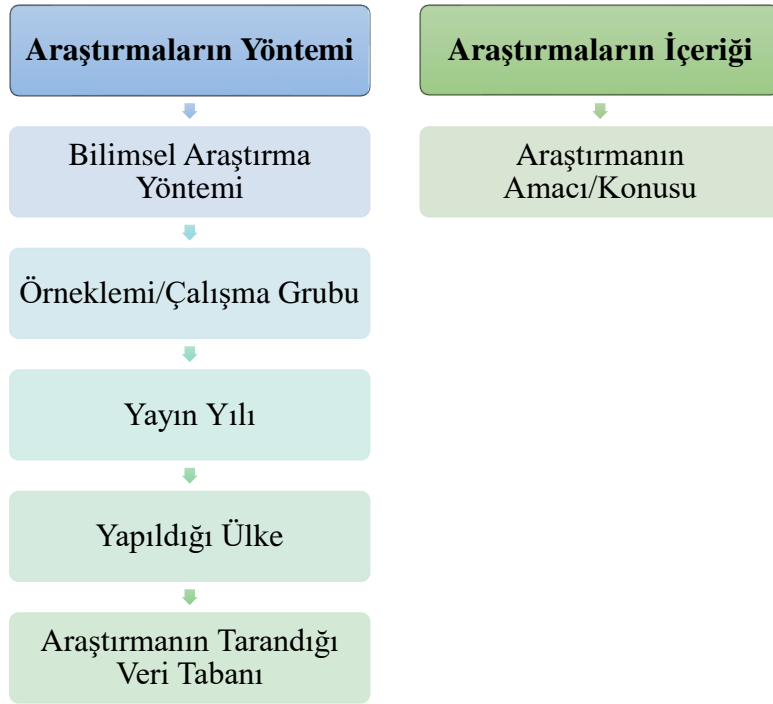 Araştırmaların Yöntemi
Bilimsel Araştırma
Yöntemi
Örneklemi/Çalışma Grubu
Yayın Yılı
Yapıldığı Ülke
Araştırmanın Tarandığı
Veri Tabanı
Araştırmaların İçeriği
Araştırmanın
Amacı/Konusu